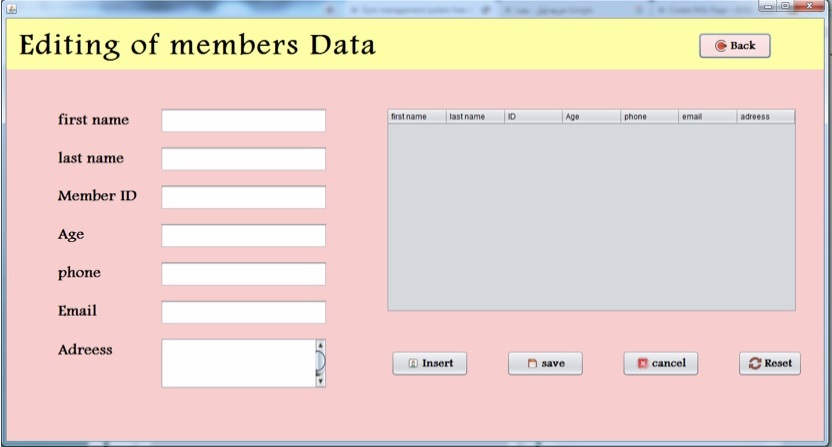 Editing of members Data
Back
first name
last name
Member ID
Age
phone
Email
Adreess
first name last name ID Age phone email adreess
Insert save cancel Reset